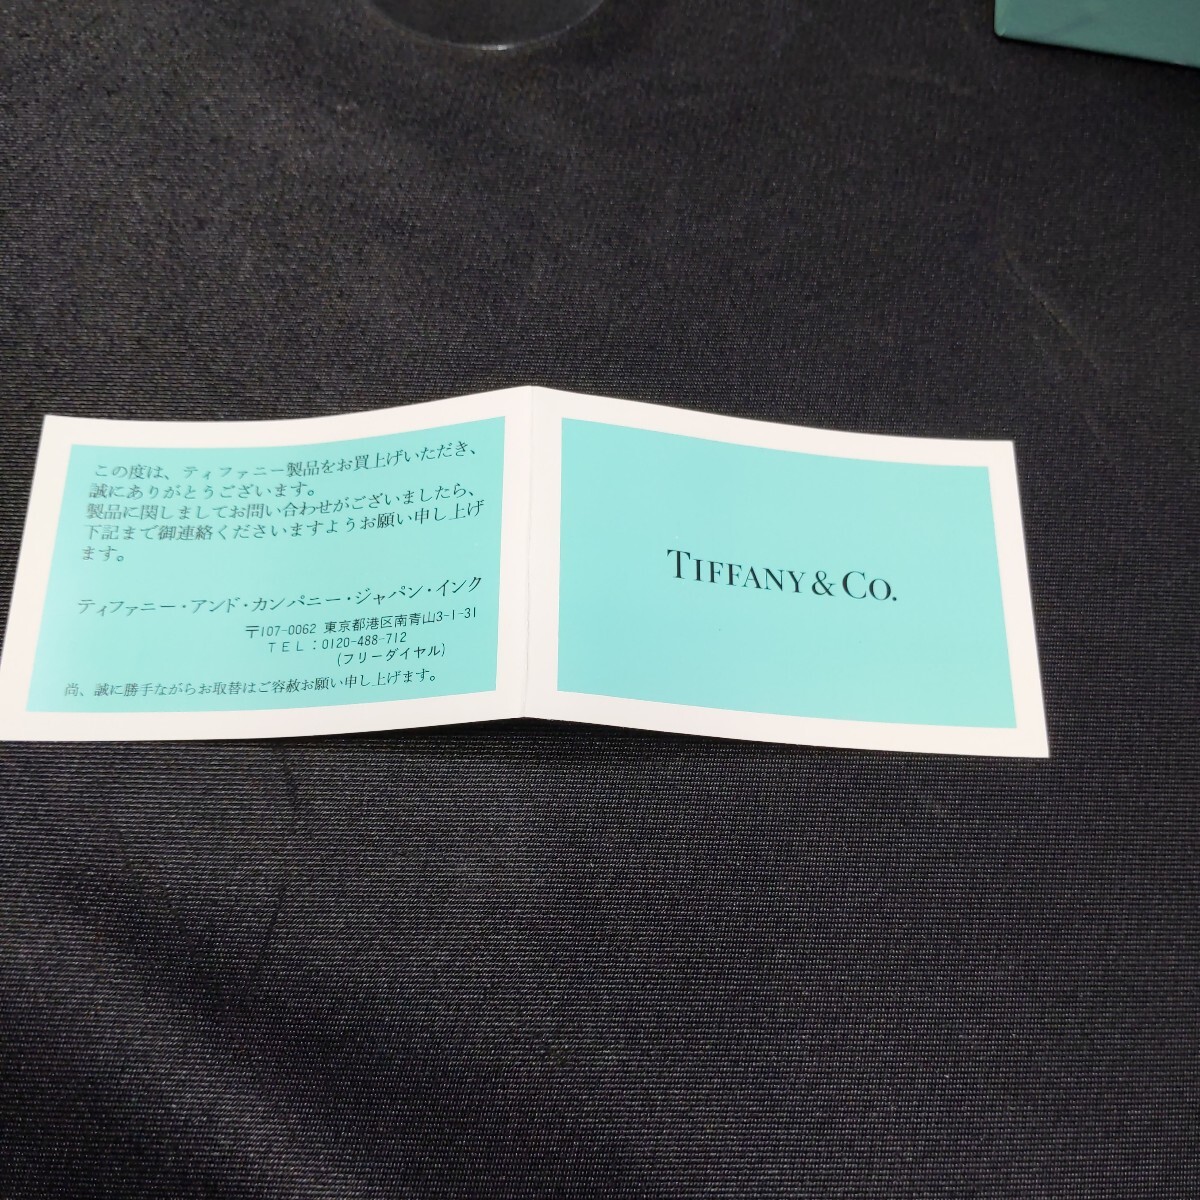 この度は、ティファニー製品をお買上げいただき、
誠にありがとうございます。
製品に関しましてお問い合わせがございましたら、
下記まで御連絡くださいますようお願い申し上げ
ます。
ティファニー・アンド・カンパニー・ジャパン・インク
〒107-0062 東京都港区南青山3-1-31
TEL:0120-488-712
(フリーダイヤル)
尚、誠に勝手ながらお取替はご容赦お願い申し上げます。
TIFFANY & CO.